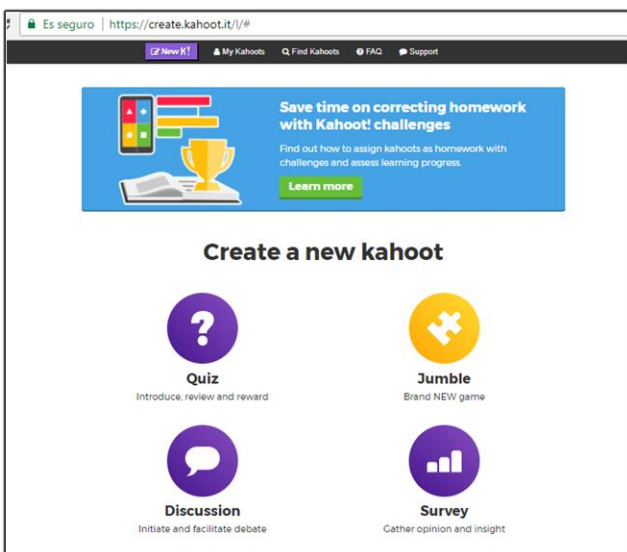 Es seguro | https://create.kahoot.it/l/#
New K! My Kahoots Find Kahoots FAQ Support
Save time on correcting homework
with Kahoot! challenges
Find out how to assign kahoots as homework with
challenges and assess learning progress.
Learn more
Create a new kahoot
Quiz
Introduce, review and reward
Jumble
Brand NEW game
Discussion
Initiate and facilitate debate
Survey
Gather opinion and insight